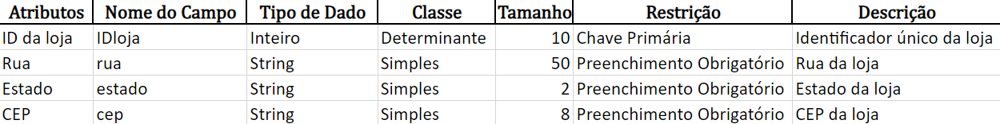 Atributos Nome do Campo Tipo de Dado Classe Tamanho Restrição Descrição
ID da loja IDloja Inteiro Determinante 10 Chave Primária Identificador único da loja
Rua rua String Simples 50 Preenchimento Obrigatório Rua da loja
Estado estado String Simples 2 Preenchimento Obrigatório Estado da loja
CEP cep String Simples 8 Preenchimento Obrigatório CEP da loja